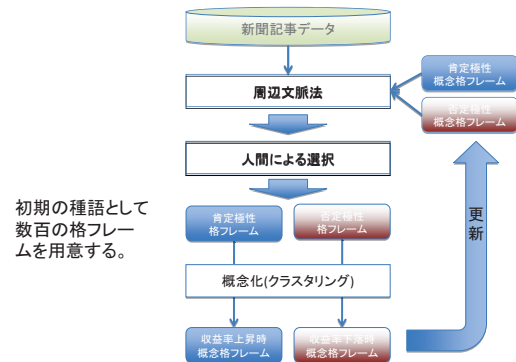 新聞記事データ
周辺文脈法
肯定極性
概念格フレーム
否定極性
概念格フレーム
人間による選択
初期の種語として
数百の格フレー
ムを用意する。
肯定極性
格フレーム
否定極性
格フレーム
更新
概念化(クラスタリング)
収益率上昇時
概念格フレーム
収益率下落時
概念格フレーム